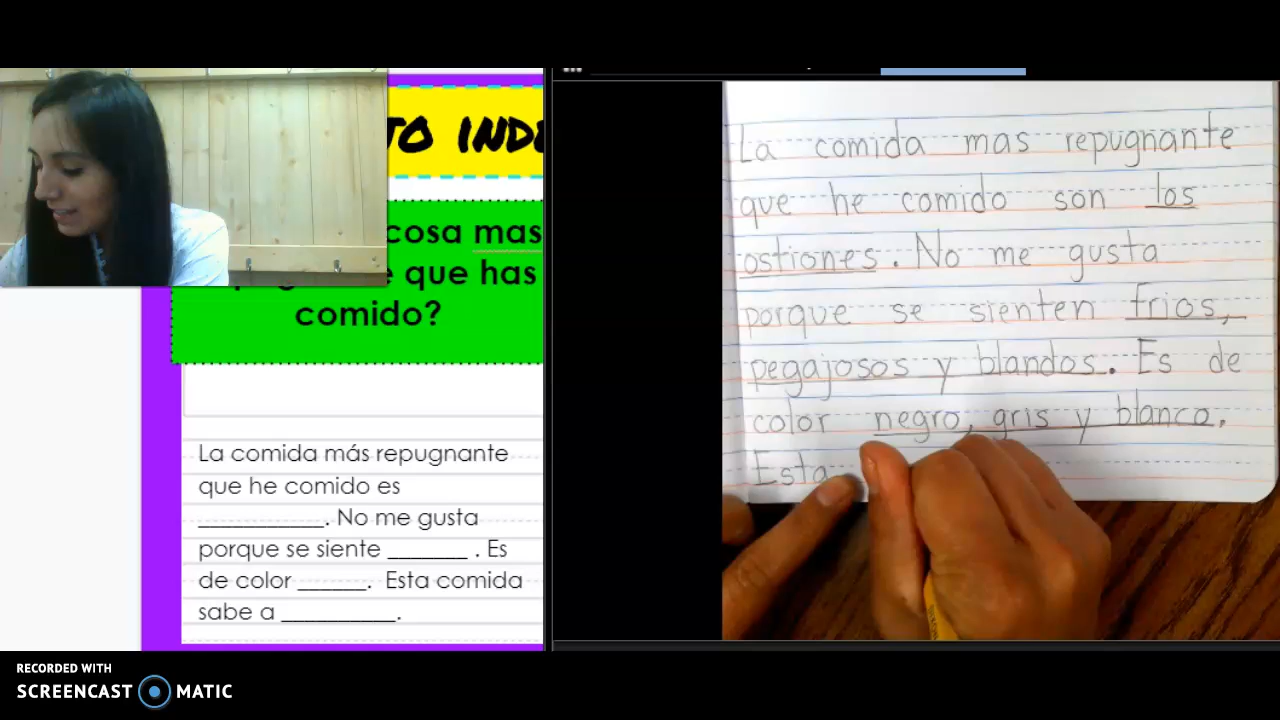 TO INDE
cosa mas
e que has
comido?
La comida más repugnante
que he comido es
____________. No me gusta
porque se siente _______ . Es
de color ______. Esta comida
sabe a __________.
La comida mas repugnante
que he comido son los
ostiones. No me gusta
porque se sienten frios,
pegajosos y blandos. Es de
color negro, gris y blanco.
Esta
RECORDED WITH
SCREENCAST MATIC